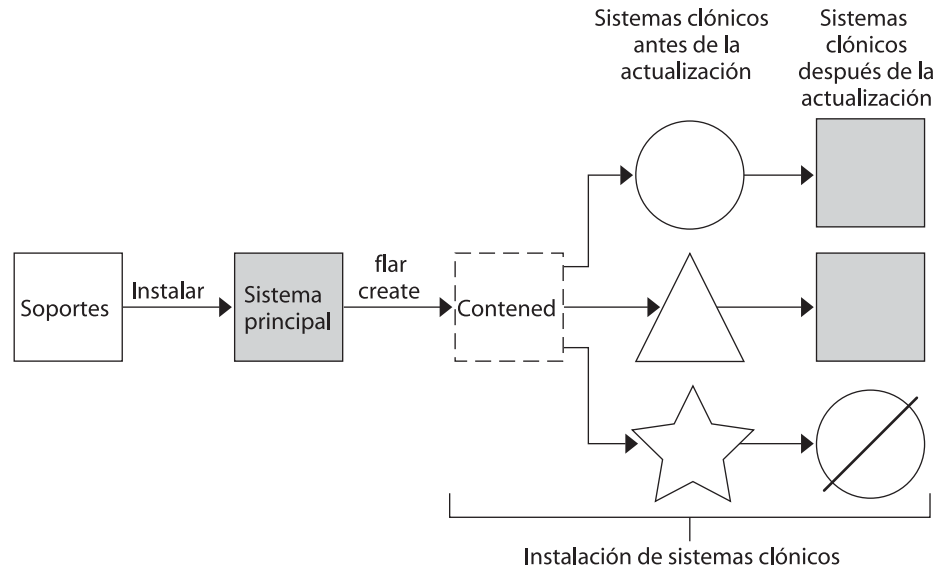 Sistemas clónicos
antes de la
actualización
Sistemas
clónicos
después de la
actualización
Soportes
Instalar
Sistema
principal
flar
create
Contened
Instalación de sistemas clónicos